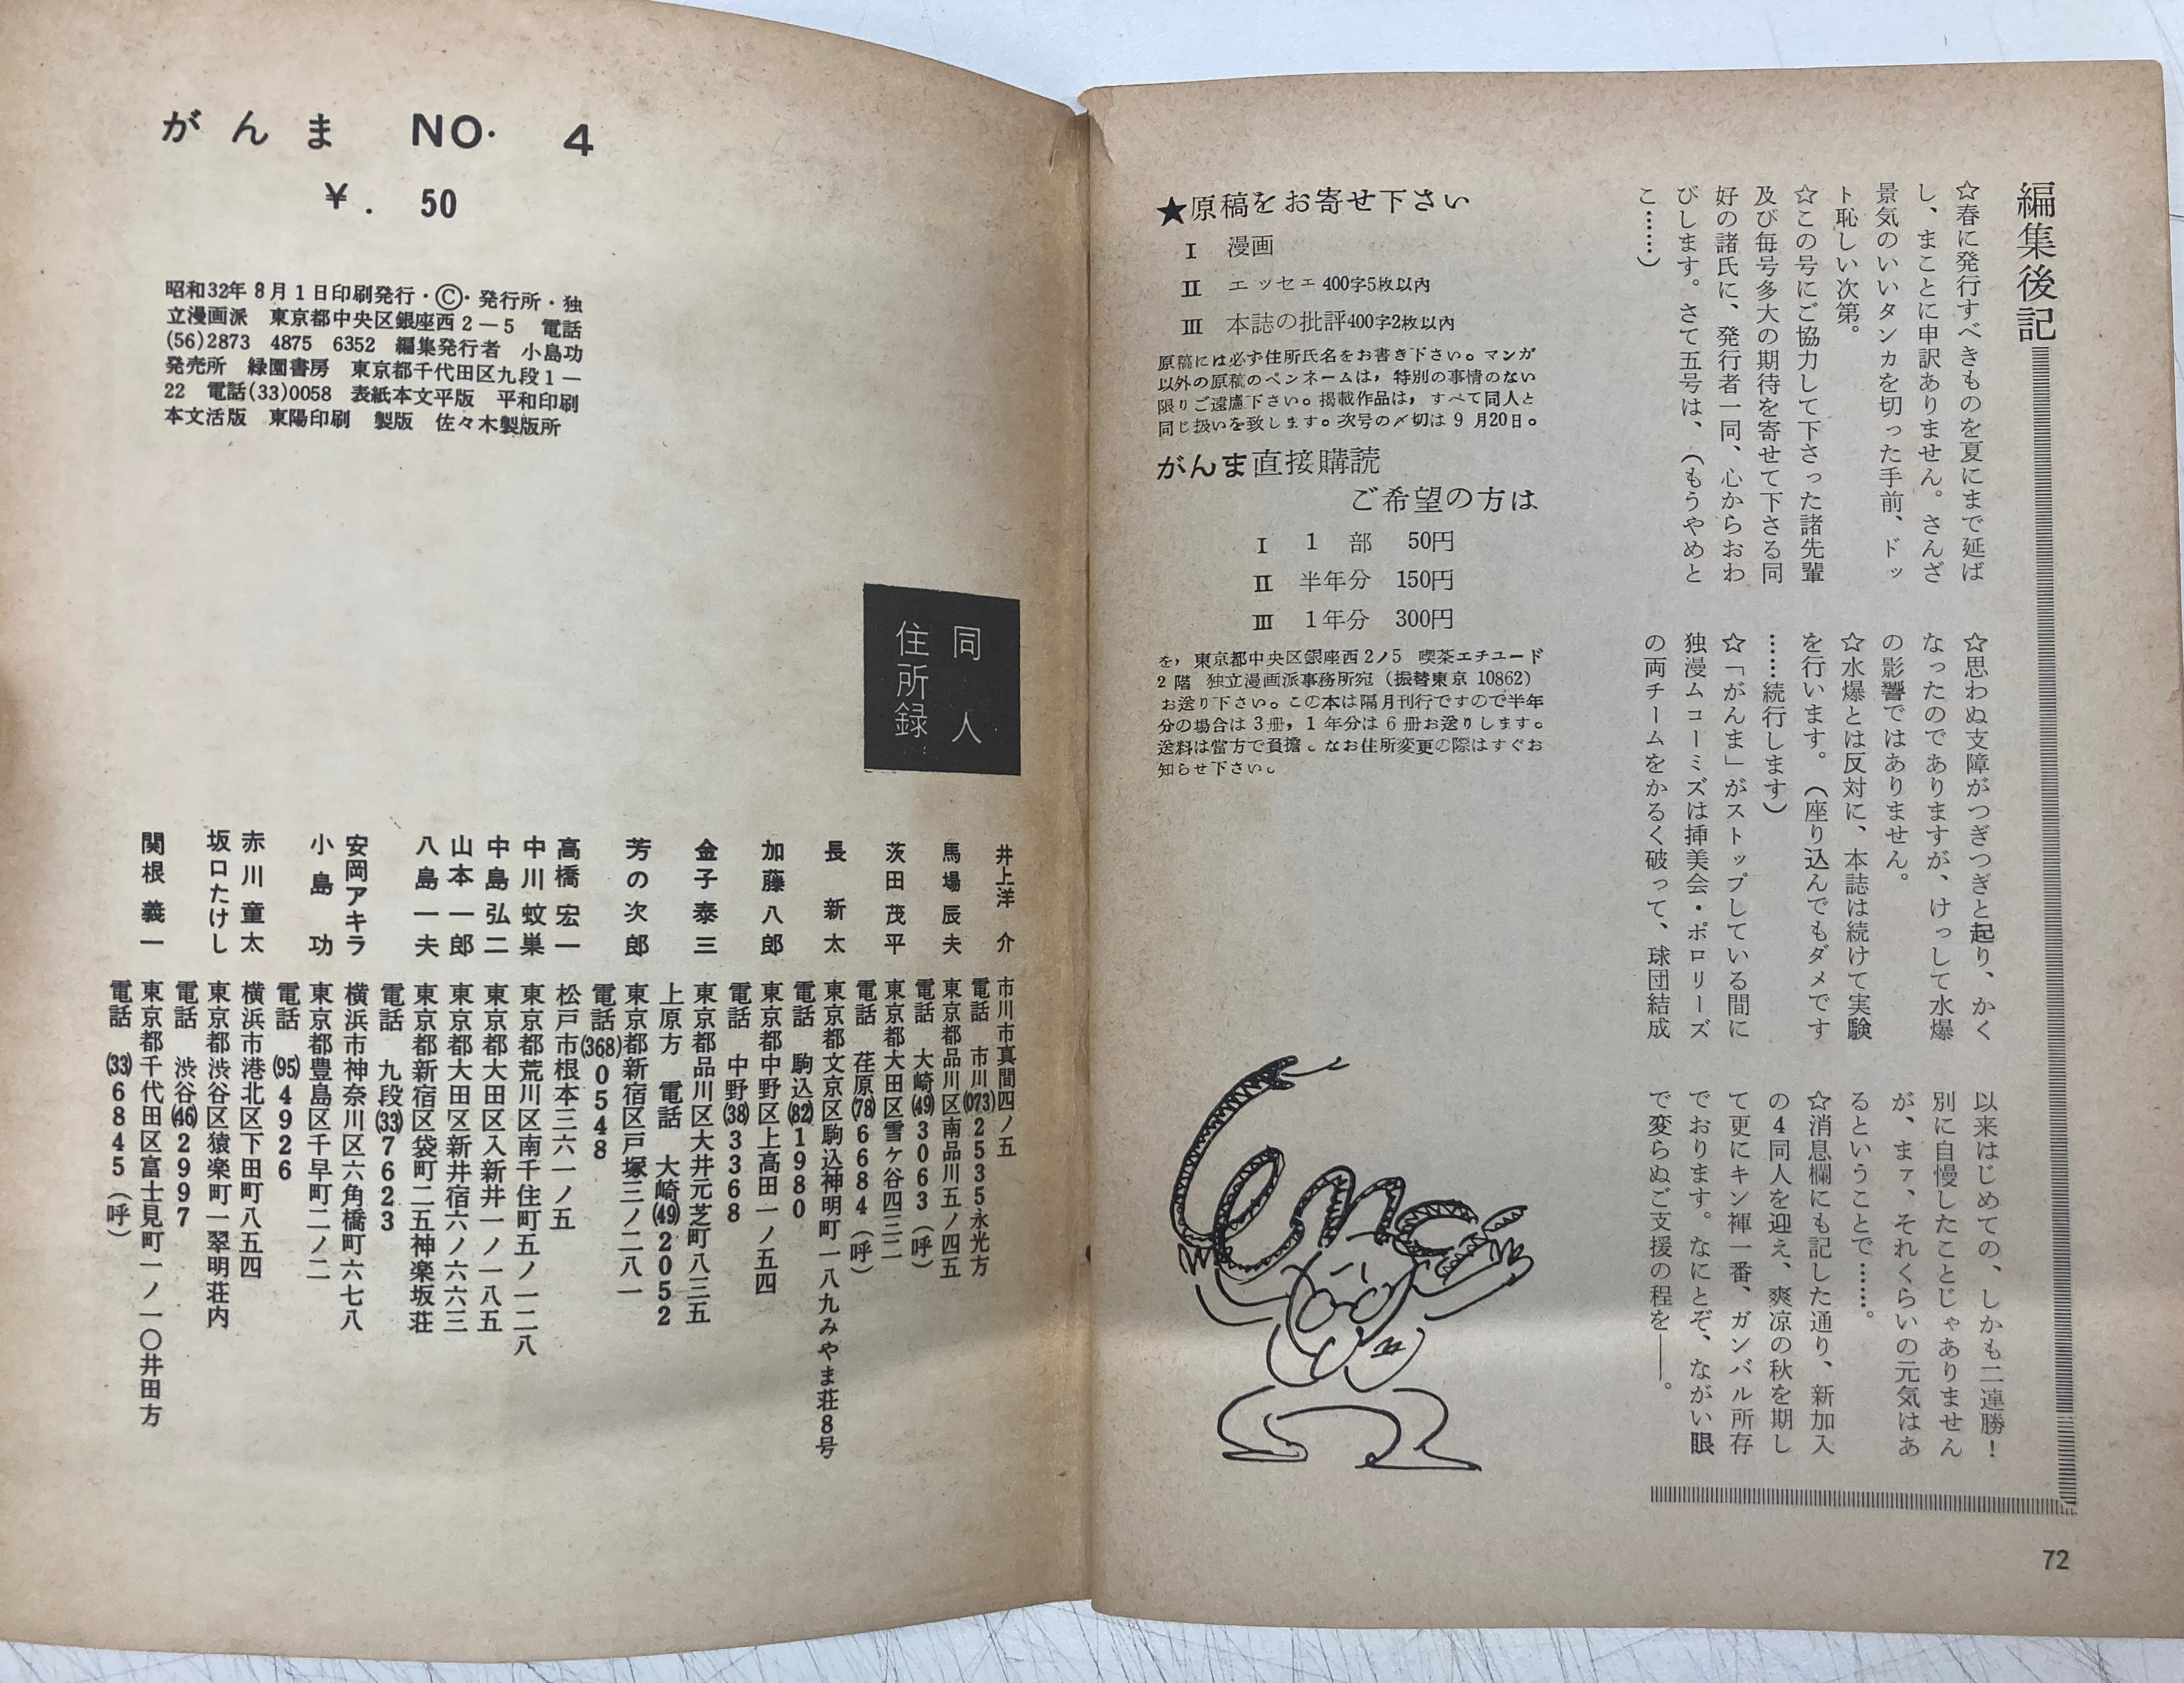 編集後記
☆春に発行すべきものを夏にまで延ば
し、まことに申訳ありません。さんざ
景気のいいタンカを切った手前、ドッ
ト恥しい次第。
☆この号にご協力して下さった諸先輩
及び毎号多大の期待を寄せて下さる同
好の諸氏に、発行者一同、心からおわ
びします。さて五号は、（もうやめと
こ……）
☆思わぬ支障がつぎつぎと起り、かく
なったのでありますが、けっして水爆
の影響ではありません。
☆水爆とは反対に、本誌は続けて実験
を行います。（座り込んでもダメです
……続行します）
☆「がんま」がストップしている間に
独漫ムコーミズは挿美会・ポロリーズ
の両チームをかるく破って、球団結成
以来はじめての、しかも二連勝！
別に自慢したことじゃありません
が、まァ、それくらいの元気はあ
るということで……。
☆消息欄にも記した通り、新加入
の4同人を迎え、爽凉の秋を期し
て更にキン褌一番、ガンバル所存
でおります。なにとぞ、ながい眼
で変らぬご支援の程を――。
★原稿をお寄せ下さい
Ⅰ 漫画
Ⅱ エッセェ 400字5枚以内
Ⅲ 本誌の批評400字2枚以内
原稿には必ず住所氏名をお書き下さい。マンガ
以外の原稿のペンネームは，特別の事情のない
限りご遠慮下さい。掲載作品は，すべて同人と
同じ扱いを致します。次号の〆切は 9 月20日。
がんま直接購読
ご希望の方は
Ⅰ 1 部 50円
Ⅱ 半年分 150円
Ⅲ 1年分 300円
を，東京都中央区銀座西2ノ5 喫茶エチユード
2 階 独立漫画派事務所宛（振替東京 10862）
お送り下さい。この本は隔月刊行ですので半年
分の場合は 3 册，1 年分は 6 册お送りします。
送料は當方で負擔。なお住所変更の際はすぐお
知らせ下さい。
72
がんま NO. 4
¥. 50
昭和32年 8月 1 日印刷発行・Ⓒ・発行所・独
立漫画派 東京都中央区銀座西 2 ― 5 電話
(56)2873 4875 6352 編集発行者 小島功
発売所 緑園書房 東京都千代田区九段1―
22 電話(33)0058 表紙本文平版 平和印刷
本文活版 東陽印刷 製版 佐々木製版所
同人
住所録
井上洋介 市川市真間四ノ五
電話 市川(073)2535永光方
馬場辰夫 東京都品川区南品川五ノ四五
電話 大崎(49)3063（呼）
茨田茂平 東京都大田区雪ケ谷四三二
電話 荏原(78)6684（呼）
長新太 東京都文京区駒込神明町一八九みやま荘8号
電話 駒込(82)1980
加藤八郎 東京都中野区上高田一ノ五四
電話 中野(38)3368
金子泰三 東京都品川区大井元芝町八三五
上原方 電話 大崎(49)2052
芳の次郎 東京都新宿区戸塚三ノ二八一
電話(368)0548
高橋宏一 松戸市根本三六一ノ五
中川蚊巣 東京都荒川区南千住町五ノ一二八
中島弘二 東京都大田区入新井一ノ一八五
山本一郎 東京都大田区新井宿六ノ六六三
八島一夫 東京都新宿区袋町二五神楽坂荘
電話 九段(33)7623
安岡アキラ 横浜市神奈川区六角橋町六七八
小島功 東京都豊島区千早町二ノ二
電話 (95)4926
赤川童太 横浜市港北区下田町八五四
坂口たけし 東京都渋谷区猿楽町一翠明荘内
電話 渋谷(46)2997
関根義一 東京都千代田区富士見町一ノ一〇井田方
電話 (33)6845（呼）